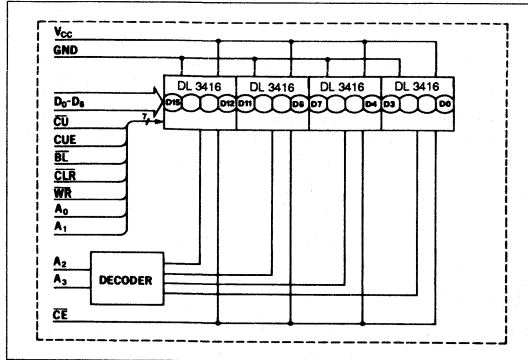 VCC
GND
DL 3416 DL 3416 DL 3416 DL 3416
D15 D12 D11 D8 D7 D4 D3 D0
D0-D6
7
CU
CUE
BL
CLR
WR
A0
A1
A2
A3
DECODER
CE